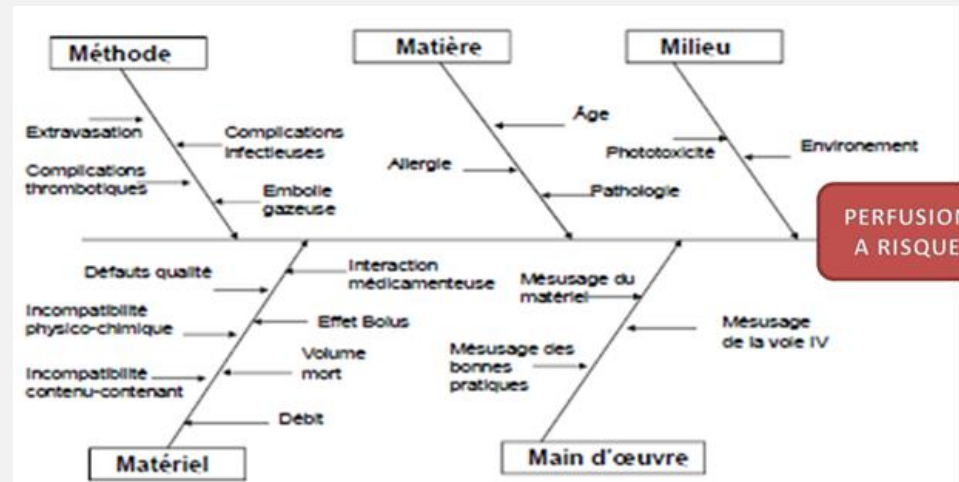 Méthode
Matière
Milieu
Extravasation
Complications
infectieuses
Complications
thrombotiques
Embolie
gazeuse
Âge
Allergie
Pathologie
Phototoxicité
Environement
PERFUSION
A RISQUE
Défauts qualité
Interaction
médicamenteuse
Incompatibilité
physico-chimique
Effet Bolus
Incompatibilité
contenu-contenant
Volume
mort
Débit
Mésusage du
matériel
Mésusage
de la voie IV
Mésusage des
bonnes
pratiques
Matériel
Main d'œuvre